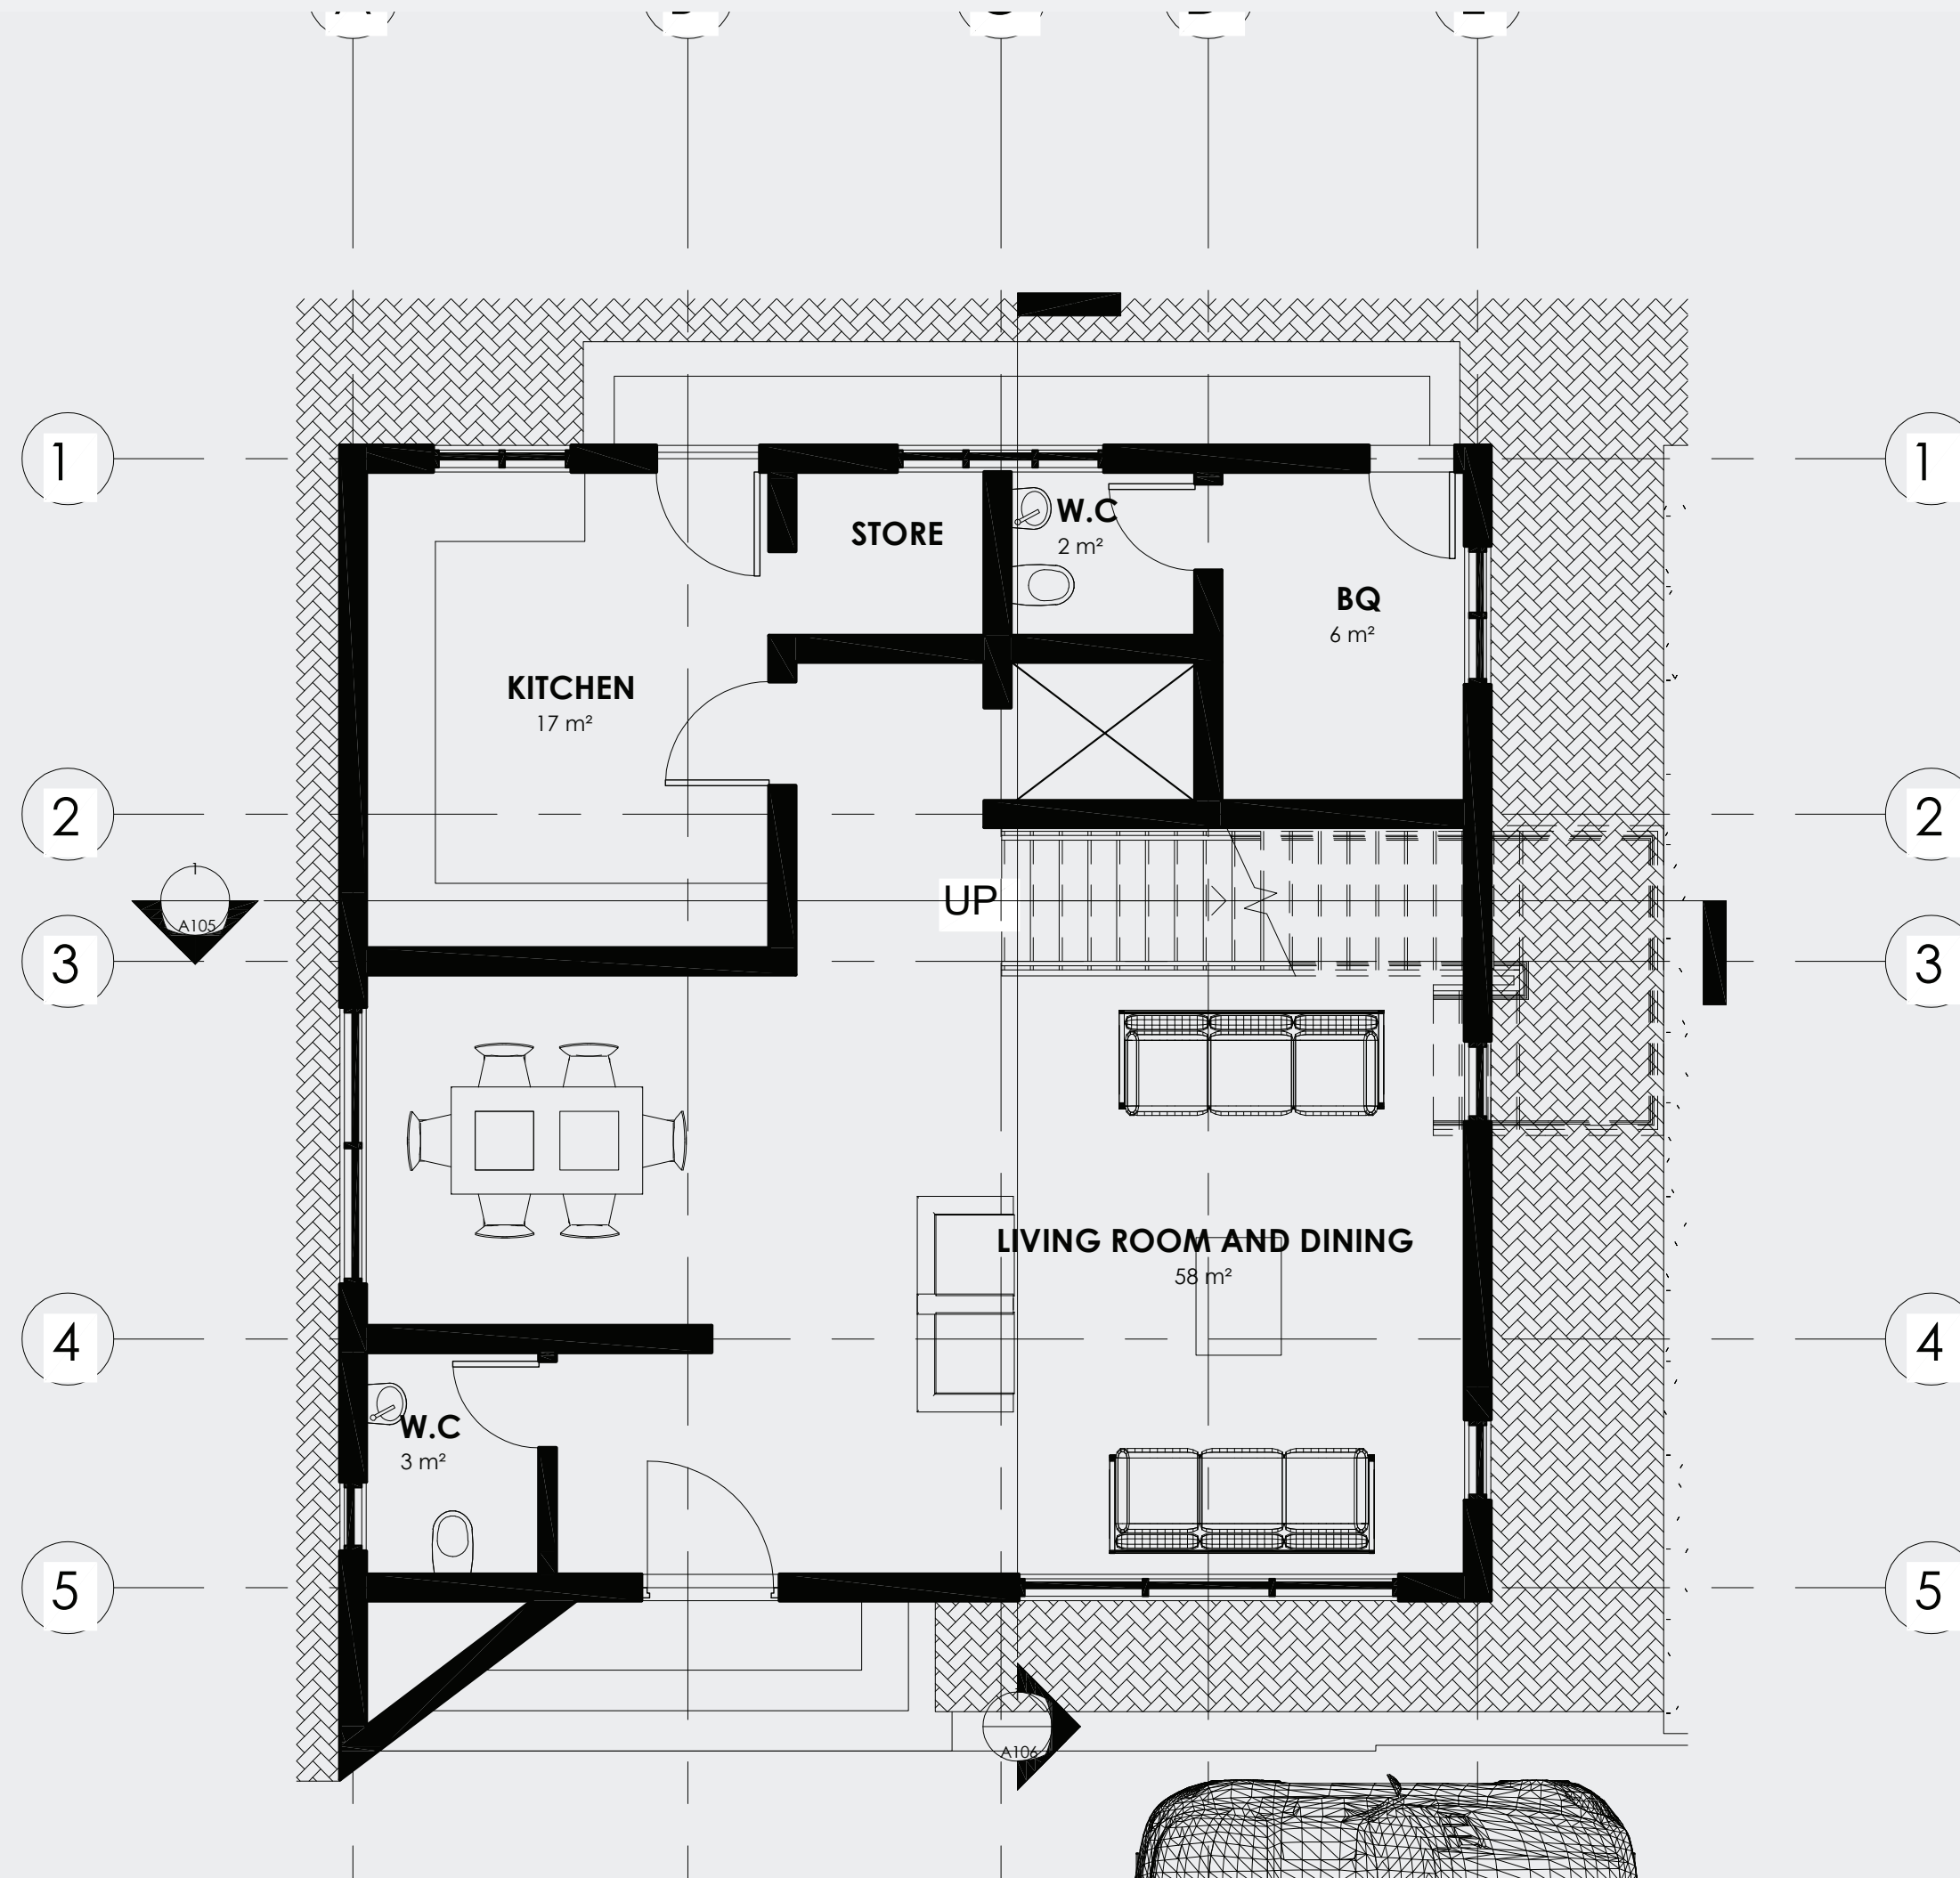 1
1
STORE
W.C
2 m²
BQ
6 m²
KITCHEN
17 m²
2
2
1
A105
UP
3
3
LIVING ROOM AND DINING
58 m²
4
4
W.C
3 m²
5
5
A106